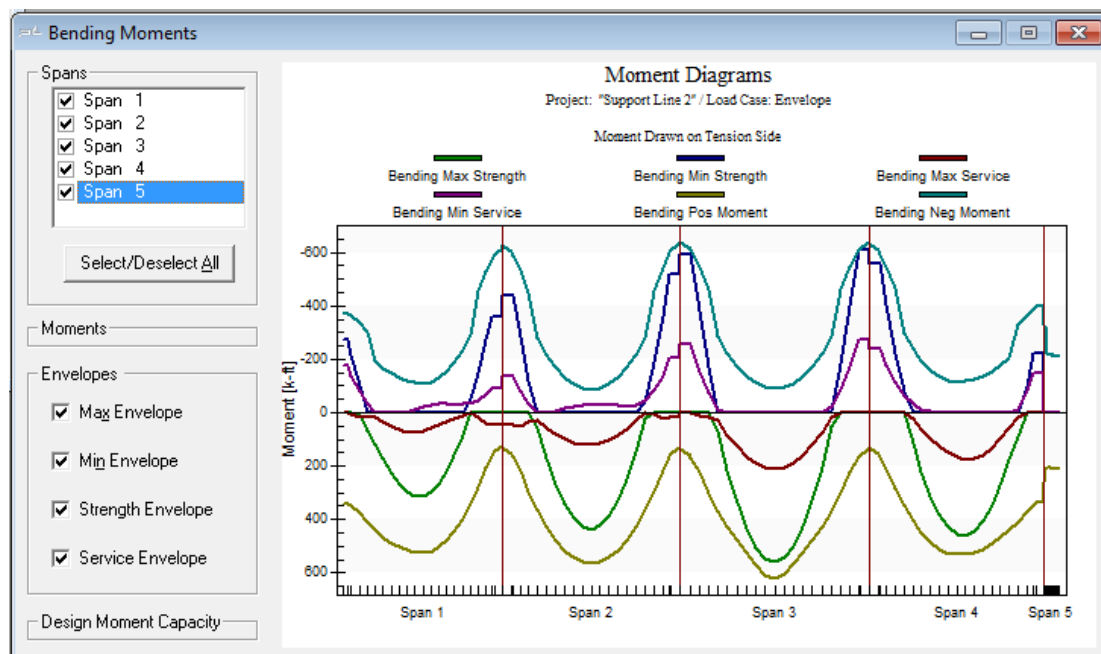 Bending Moments
Spans
Span 1
Span 2
Span 3
Span 4
Span 5
Select/Deselect All
Moments
Envelopes
Max Envelope
Min Envelope
Strength Envelope
Service Envelope
Design Moment Capacity
Moment Diagrams
Project: "Support Line 2" / Load Case: Envelope
Moment Drawn on Tension Side
Bending Max Strength Bending Min Strength Bending Max Service
Bending Min Service Bending Pos Moment Bending Neg Moment
Moment [k-ft]
-600
-400
-200
0
200
400
600
Span 1 Span 2 Span 3 Span 4 Span 5